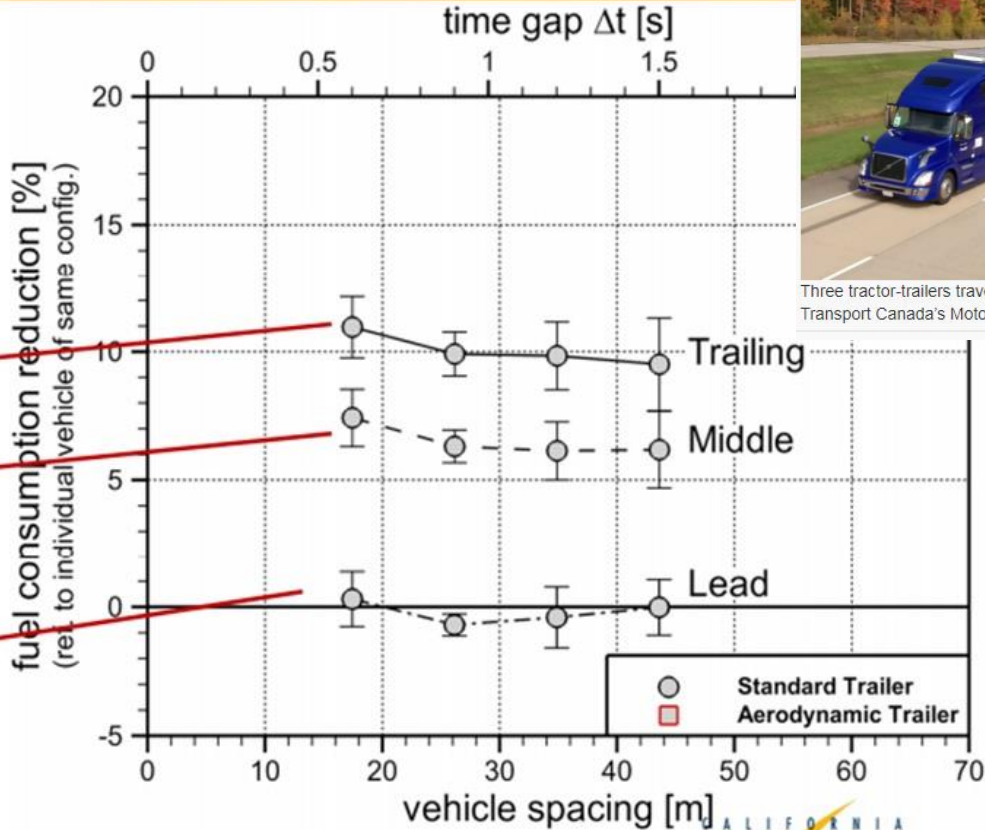 time gap Δt [s]
0 0.5 1 1.5
fuel consumption reduction [%]
(rel. to individual vehicle of same config.)
20
15
10
5
0
-5
Three tractor-trailers
Transport Canada's
Trailing
Middle
Lead
Standard Trailer
Aerodynamic Trailer
0 10 20 30 40 50 60 70
vehicle spacing [m]
CALIFORNIA